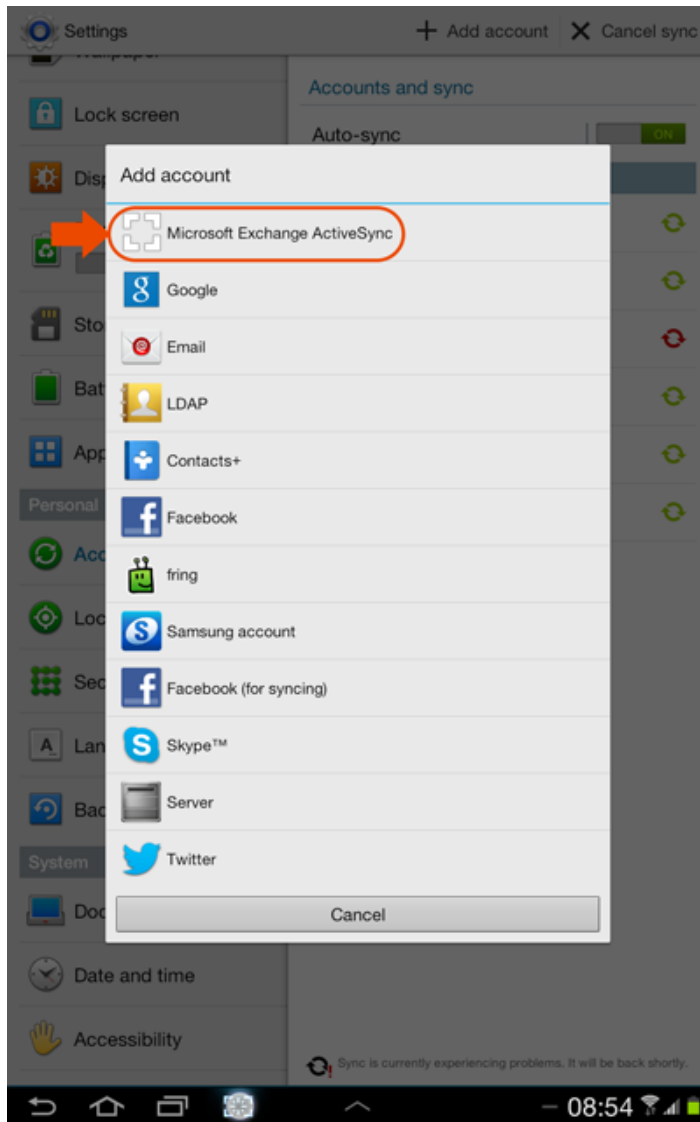 Settings
Add account
Cancel sync
Accounts and sync
Lock screen
Auto-sync
ON
Add account
Microsoft Exchange ActiveSync
Google
Email
LDAP
Contacts+
Personal
Facebook
fring
Samsung account
Facebook (for syncing)
Skype™
Server
System
Twitter
Cancel
Date and time
Accessibility
Sync is currently experiencing problems. It will be back shortly.
08:54